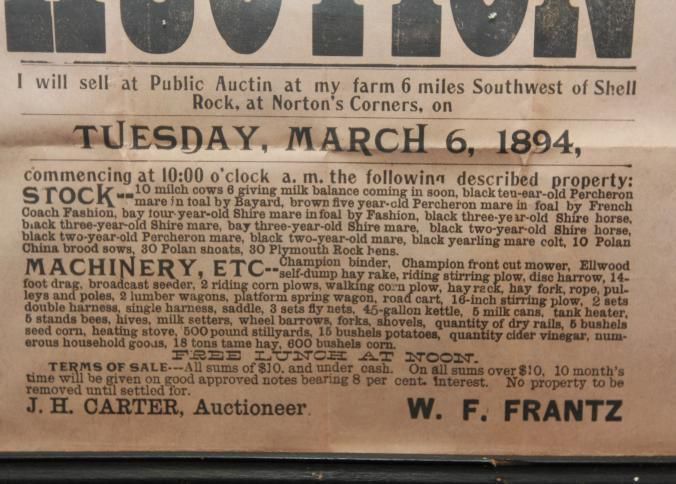 AUCTION
I will sell at Public Auctin at my farm 6 miles Southwest of Shell
Rock, at Norton's Corners, on
TUESDAY, MARCH 6, 1894,
commencing at 10:00 o'clock a. m. the following described property:
STOCK--10 milch cows 6 giving milk balance coming in soon, black ten-ear-old Percheron
mare in foal by Bayard, brown five year-old Percheron mare in foal by French
Coach Fashion, bay four-year-old Shire mare in foal by Fashion, black three-year-old Shire horse,
black three-year-old Shire mare, bay three-year-old Shire mare, black two-year-old Shire horse,
black two-year-old Percheron mare, black two-year-old mare, black yearling mare colt, 10 Polan
China brood sows, 30 Polan shoats, 30 Plymouth Rock hens.
MACHINERY, ETC--Champion binder, Champion front cut mower, Ellwood
self-dump hay rake, riding stirring plow, disc harrow, 14-
foot drag, broadcast seeder, 2 riding corn plows, walking corn plow, hay rack, hay fork, rope, pul-
leys and poles, 2 lumber wagons, platform spring wagon, road cart, 16-inch stirring plow, 2 sets
double harness, single harness, saddle, 3 sets fly nets, 45-gallon kettle, 5 milk cans, tank heater,
5 stands bees, hives, milk setters, wheel barrows, forks, shovels, quantity of dry rails, 5 bushels
seed corn, heating stove, 500 pound stillyards, 15 bushels potatoes, quantity cider vinegar, num-
erous household goods, 18 tons tame hay, 600 bushels corn.
FREE LUNCH AT NOON.
TERMS OF SALE---All sums of $10. and under cash. On all sums over $10, 10 month's
time will be given on good approved notes bearing 8 per cent. interest. No property to be
removed until settled for.
J. H. CARTER, Auctioneer.
W. F. FRANTZ